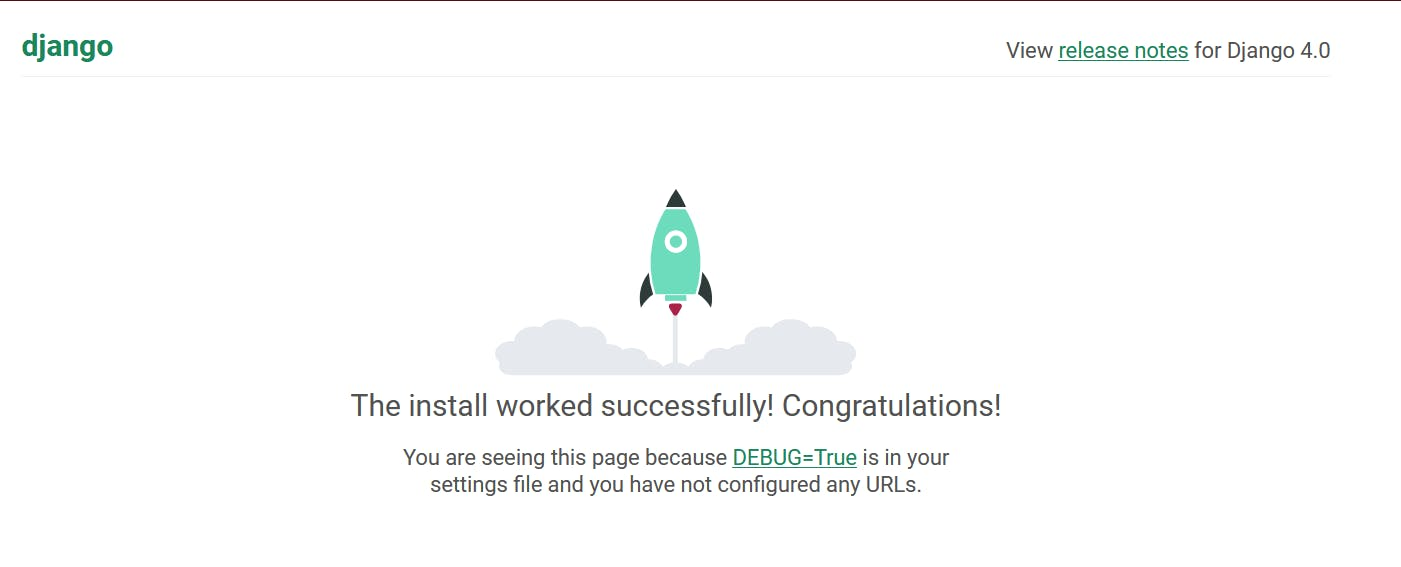 django
View release notes for Django 4.0
The install worked successfully! Congratulations!
You are seeing this page because DEBUG=True is in your
settings file and you have not configured any URLs.